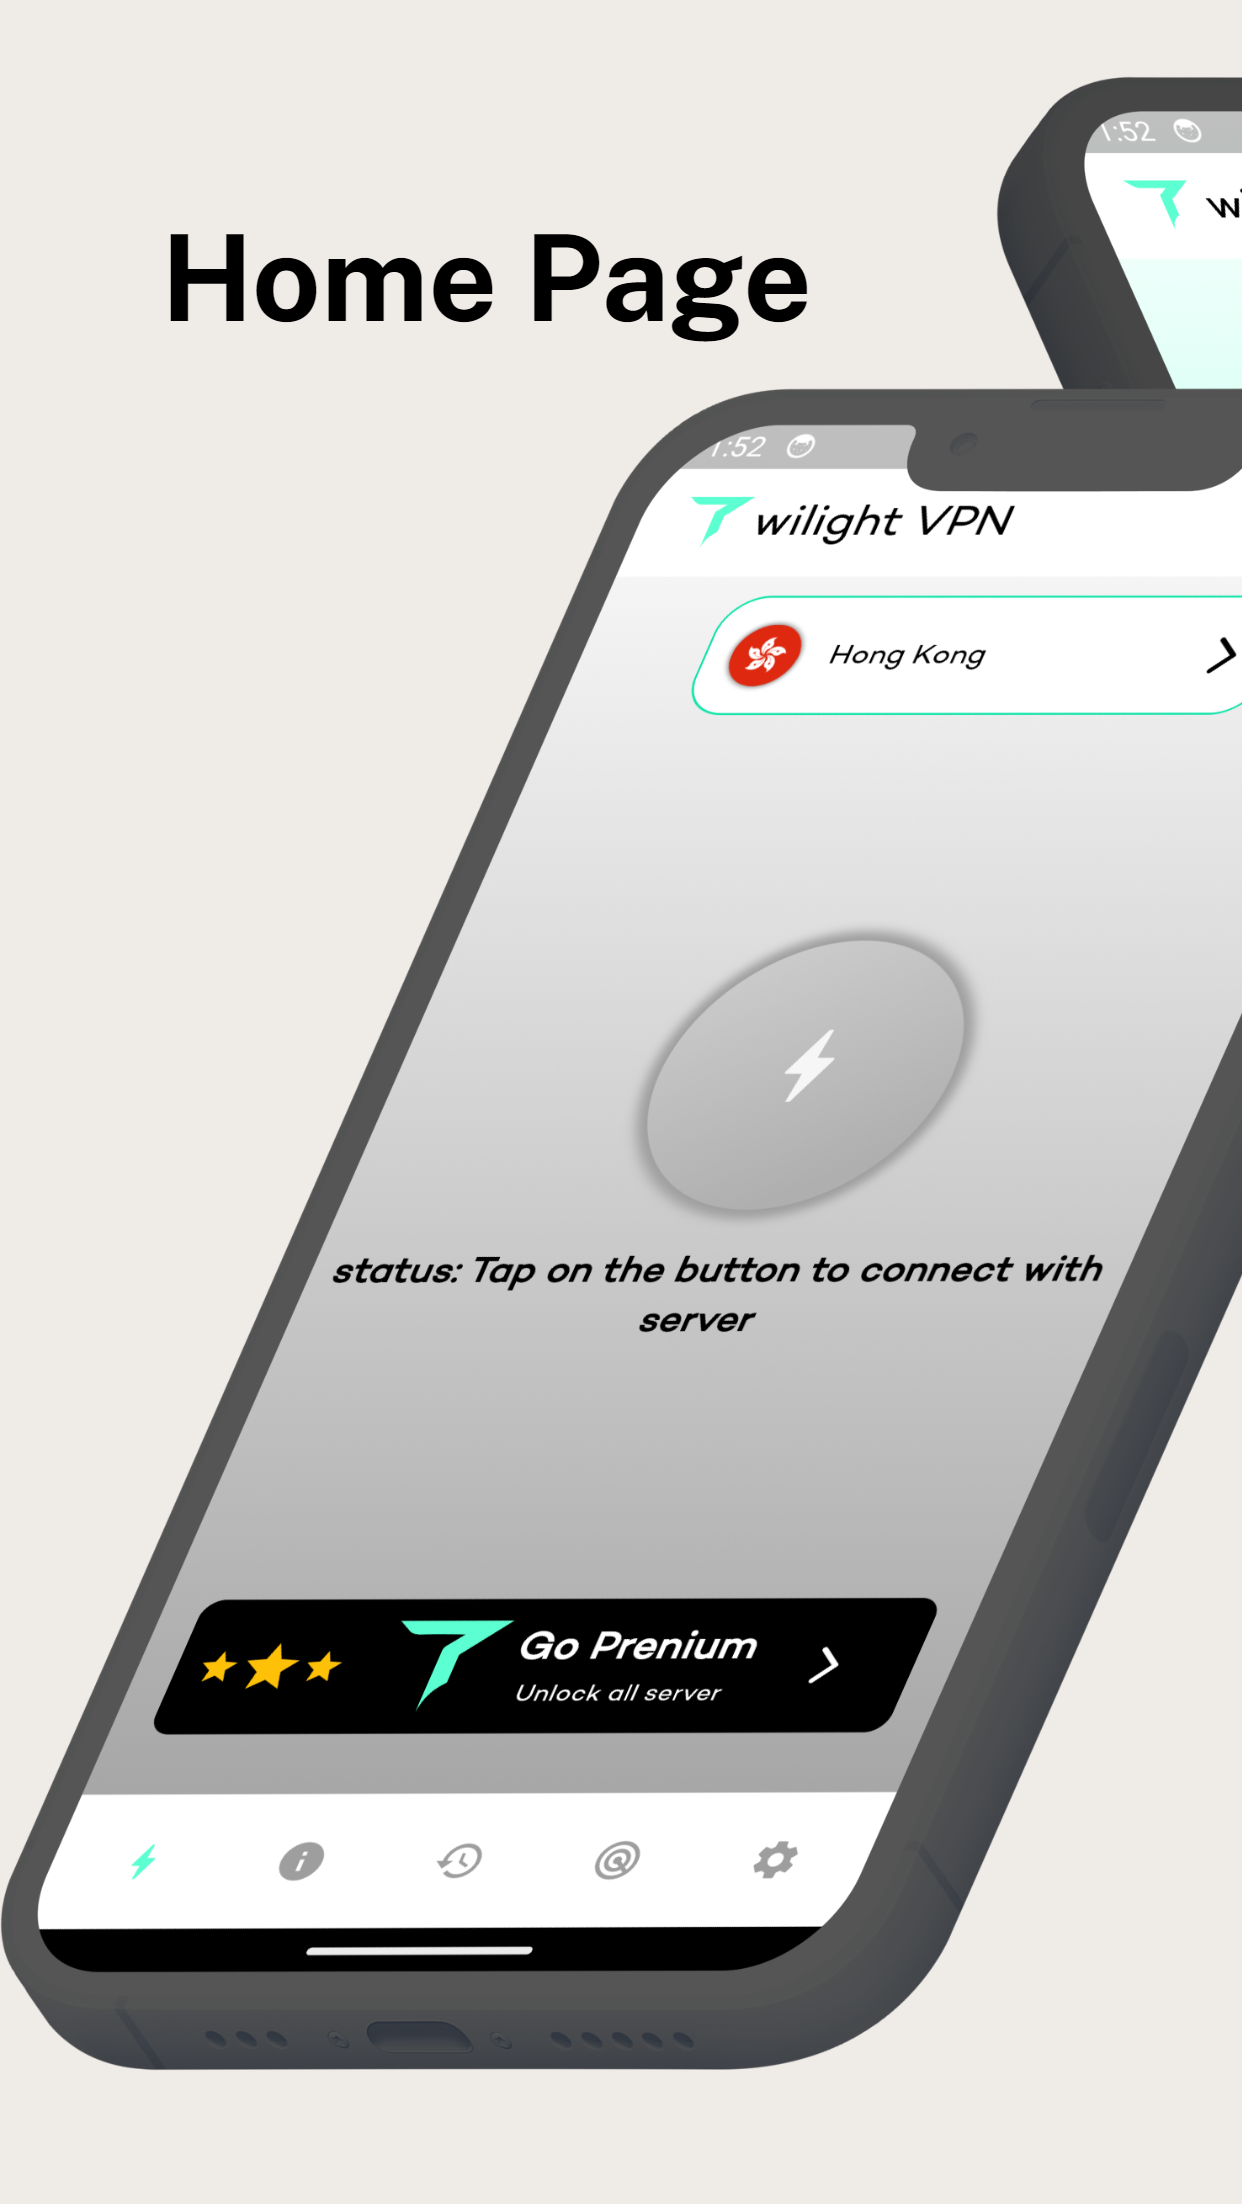 Home Page
1:52
1:52
wilight VPN
Hong Kong
status: Tap on the button to connect with
server
Go Prenium
Unlock all server